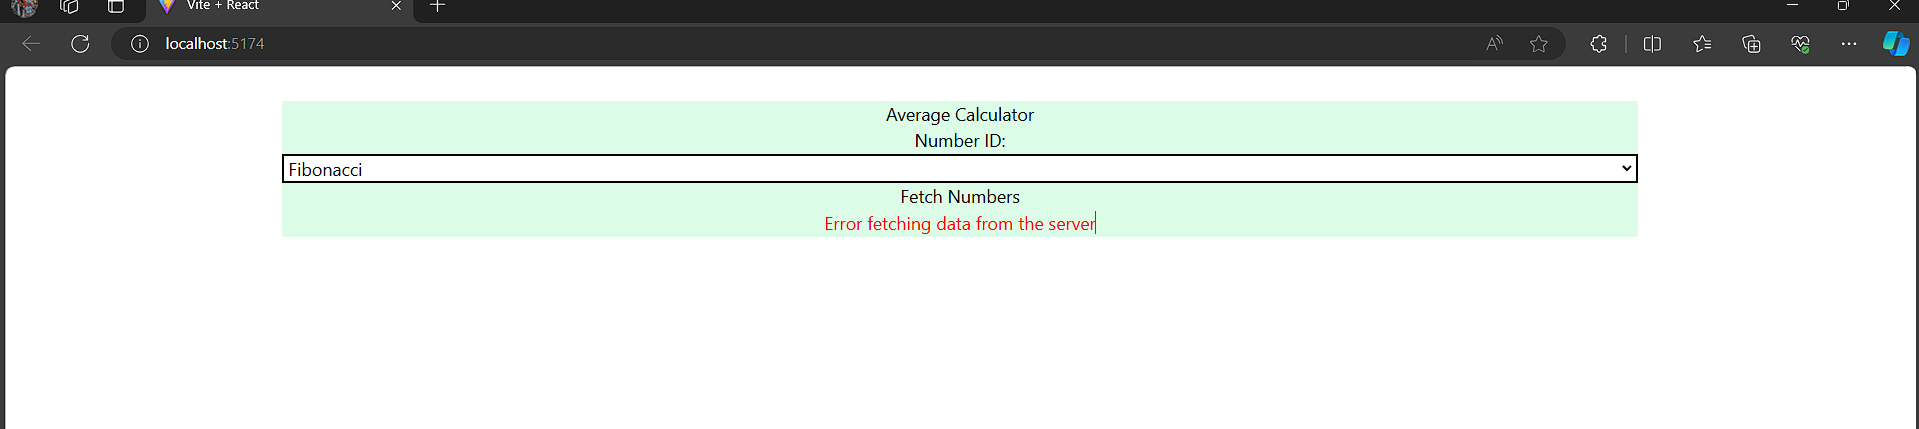 Vite + React
localhost:5174
Average Calculator
Number ID:
Fibonacci
Fetch Numbers
Error fetching data from the server